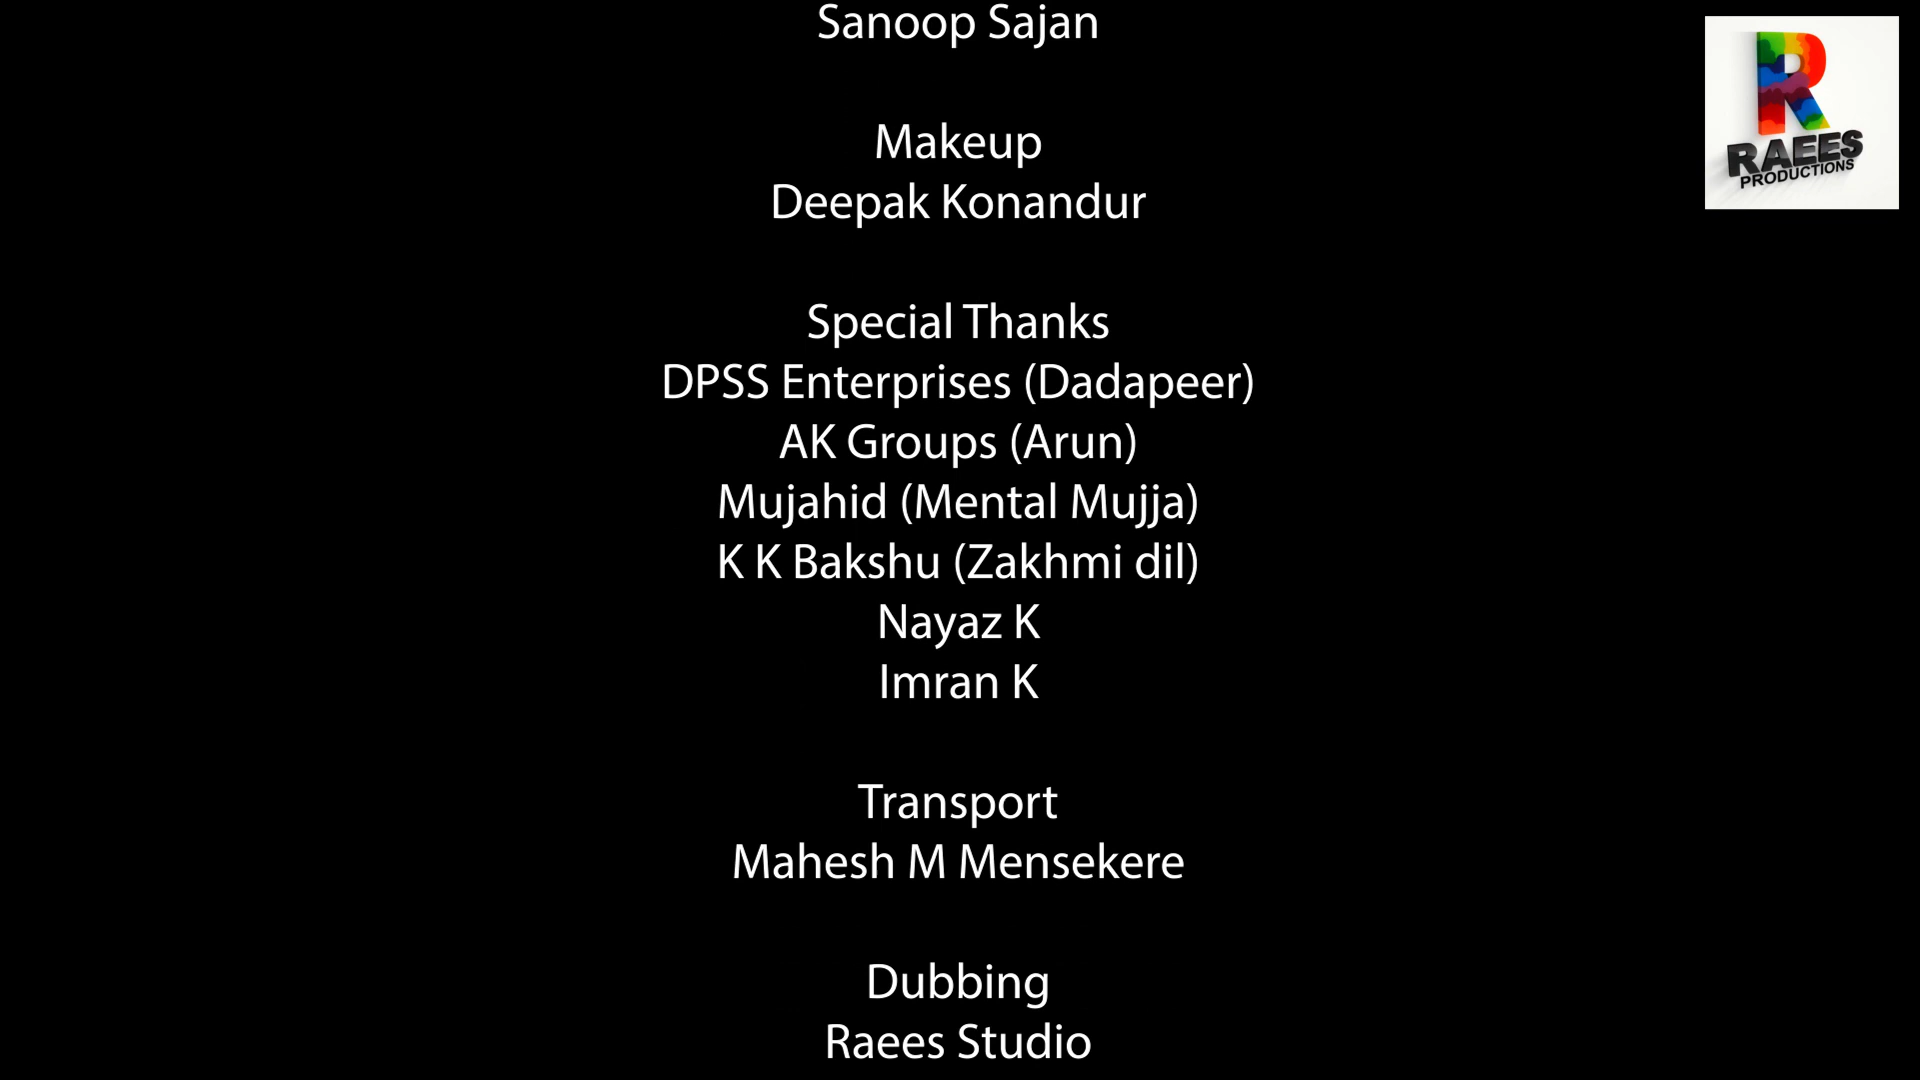 Sanoop Sajan
Makeup
Deepak Konandur
Special Thanks
DPSS Enterprises (Dadapeer)
AK Groups (Arun)
Mujahid (Mental Mujja)
K K Bakshu (Zakhmi dil)
Nayaz K
Imran K
Transport
Mahesh M Mensekere
Dubbing
Raees Studio
R
RAEES
PRODUCTIONS